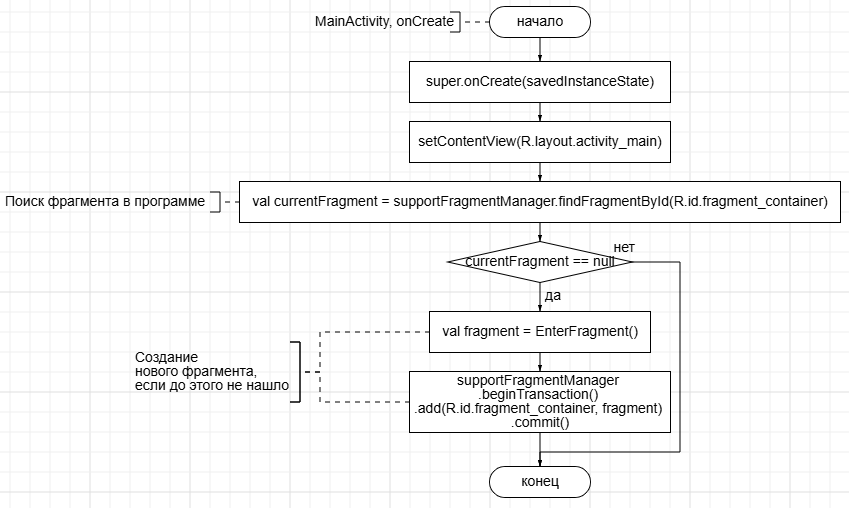 MainActivity, onCreate
начало
super.onCreate(savedInstanceState)
setContentView(R.layout.activity_main)
Поиск фрагмента в программе
val currentFragment = supportFragmentManager.findFragmentById(R.id.fragment_container)
нет
currentFragment == null
да
val fragment = EnterFragment()
Создание
нового фрагмента,
если до этого не нашло
supportFragmentManager
.beginTransaction()
.add(R.id.fragment_container, fragment)
.commit()
конец